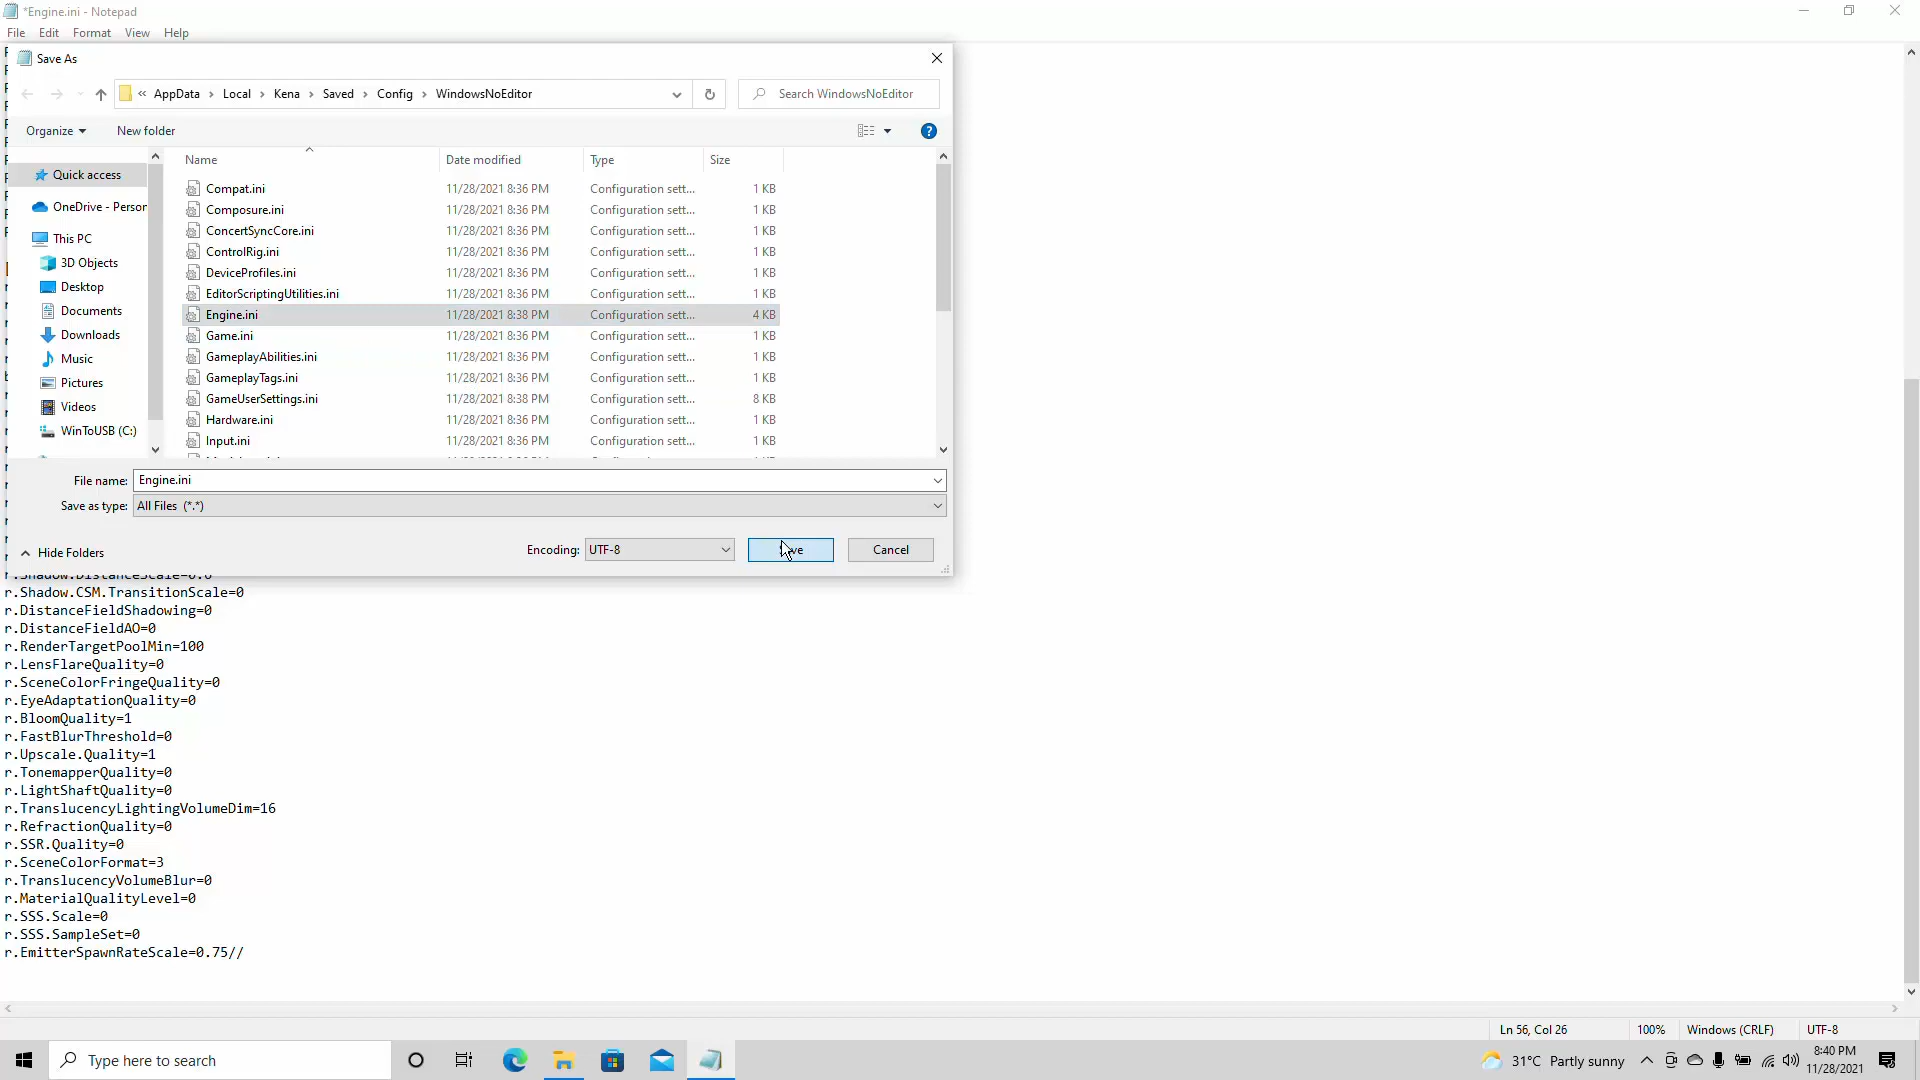 *Engine.ini - Notepad
File Edit Format View Help
Save As
« AppData › Local › Kena › Saved › Config › WindowsNoEditor
Search WindowsNoEditor
Organize
New folder
Name Date modified Type Size
Quick access
OneDrive - Person
This PC
3D Objects
Desktop
Documents
Downloads
Music
Pictures
Videos
WinToUSB (C:)
Compat.ini 11/28/2021 8:36 PM Configuration sett... 1 KB
Composure.ini 11/28/2021 8:36 PM Configuration sett... 1 KB
ConcertSyncCore.ini 11/28/2021 8:36 PM Configuration sett... 1 KB
ControlRig.ini 11/28/2021 8:36 PM Configuration sett... 1 KB
DeviceProfiles.ini 11/28/2021 8:36 PM Configuration sett... 1 KB
EditorScriptingUtilities.ini 11/28/2021 8:36 PM Configuration sett... 1 KB
Engine.ini 11/28/2021 8:38 PM Configuration sett... 4 KB
Game.ini 11/28/2021 8:36 PM Configuration sett... 1 KB
GameplayAbilities.ini 11/28/2021 8:36 PM Configuration sett... 1 KB
GameplayTags.ini 11/28/2021 8:36 PM Configuration sett... 1 KB
GameUserSettings.ini 11/28/2021 8:38 PM Configuration sett... 8 KB
Hardware.ini 11/28/2021 8:36 PM Configuration sett... 1 KB
Input.ini 11/28/2021 8:36 PM Configuration sett... 1 KB
File name: Engine.ini
Save as type: All Files (*.*)
Hide Folders
Encoding: UTF-8
Cancel
r.Shadow.DistanceScale=0.6
r.Shadow.CSM.TransitionScale=0
r.DistanceFieldShadowing=0
r.DistanceFieldAO=0
r.RenderTargetPoolMin=100
r.LensFlareQuality=0
r.SceneColorFringeQuality=0
r.EyeAdaptationQuality=0
r.BloomQuality=1
r.FastBlurThreshold=0
r.Upscale.Quality=1
r.TonemapperQuality=0
r.LightShaftQuality=0
r.TranslucencyLightingVolumeDim=16
r.RefractionQuality=0
r.SSR.Quality=0
r.SceneColorFormat=3
r.TranslucencyVolumeBlur=0
r.MaterialQualityLevel=0
r.SSS.Scale=0
r.SSS.SampleSet=0
r.EmitterSpawnRateScale=0.75//
Ln 56, Col 26 100% Windows (CRLF) UTF-8
Type here to search
31°C Partly sunny
8:40 PM
11/28/2021